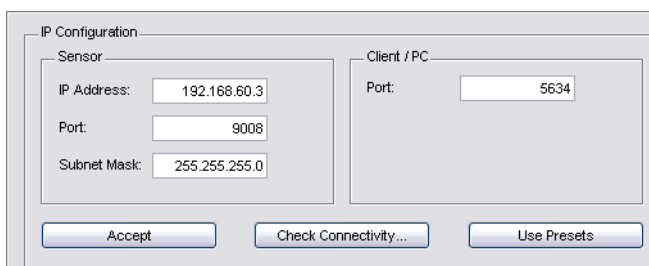 IP Configuration
Sensor
IP Address: 192.168.60.3
Port: 9008
Subnet Mask: 255.255.255.0
Client / PC
Port: 5634
Accept
Check Connectivity...
Use Presets